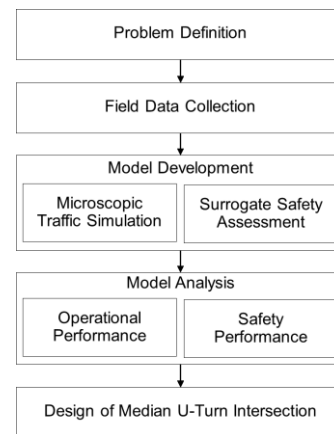 Problem Definition
Field Data Collection
Model Development
Microscopic
Traffic Simulation
Surrogate Safety
Assessment
Model Analysis
Operational
Performance
Safety
Performance
Design of Median U-Turn Intersection